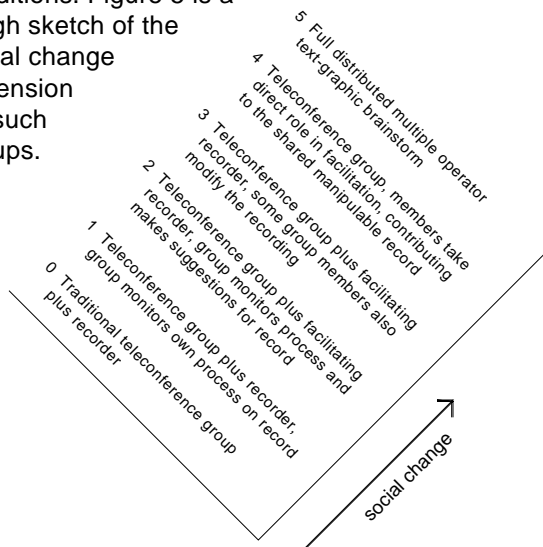 ditions. Figure is a
gh sketch of the
al change
ension
such
ups.
5 Full distributed multiple operator
text-graphic brainstorm
4 Teleconference group, members take
direct role in facilitation, contributing
to the shared manipulable record
3 Teleconference group plus facilitating
recorder, some group members also
modify the recording
2 Teleconference group plus facilitating
recorder, group monitors process and
makes suggestions for record
1 Teleconference group plus recorder,
group monitors own process on record
0 Traditional teleconference group
plus recorder
social change